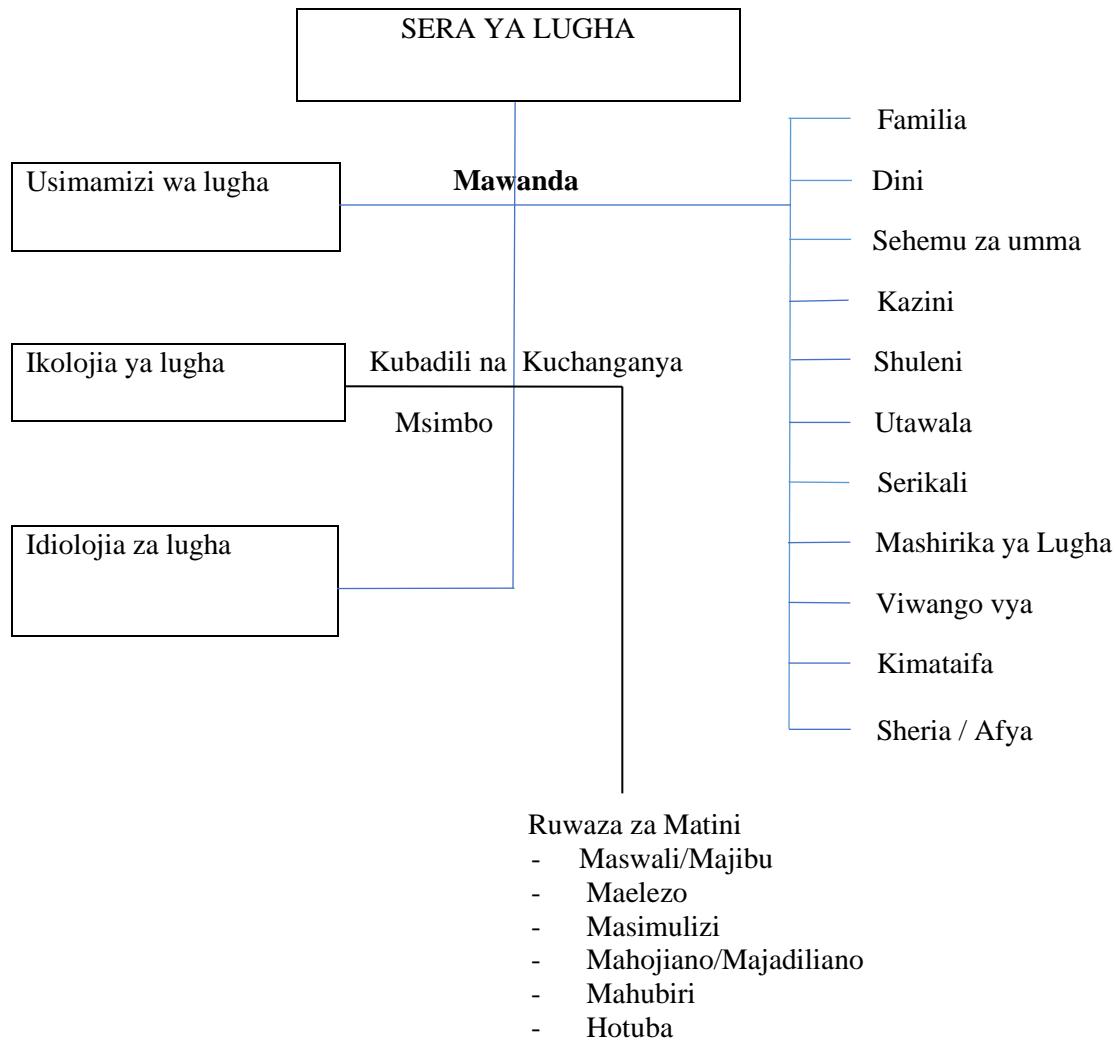 SERA YA LUGHA
Familia
Usimamizi wa lugha
Mawanda
Dini
Sehemu za umma
Kazini
Ikolojia ya lugha
Kubadili na Kuchanganya
Msimbo
Shuleni
Utawala
Serikali
Idiolojia za lugha
Mashirika ya Lugha
Viwango vya
Kimataifa
Sheria / Afya
Ruwaza za Matini
- Maswali/Majibu
- Maelezo
- Masimulizi
- Mahojiano/Majadiliano
- Mahubiri
- Hotuba